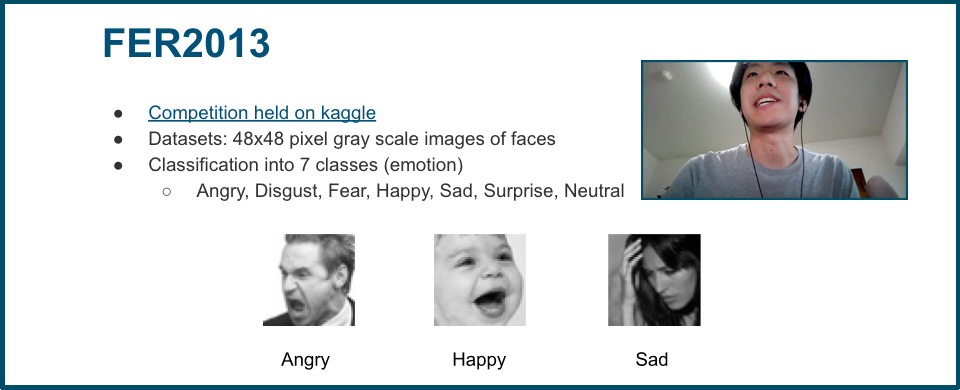 FER2013
● Competition held on kaggle
● Datasets: 48x48 pixel gray scale images of faces
● Classification into 7 classes (emotion)
○ Angry, Disgust, Fear, Happy, Sad, Surprise, Neutral
Angry Happy Sad